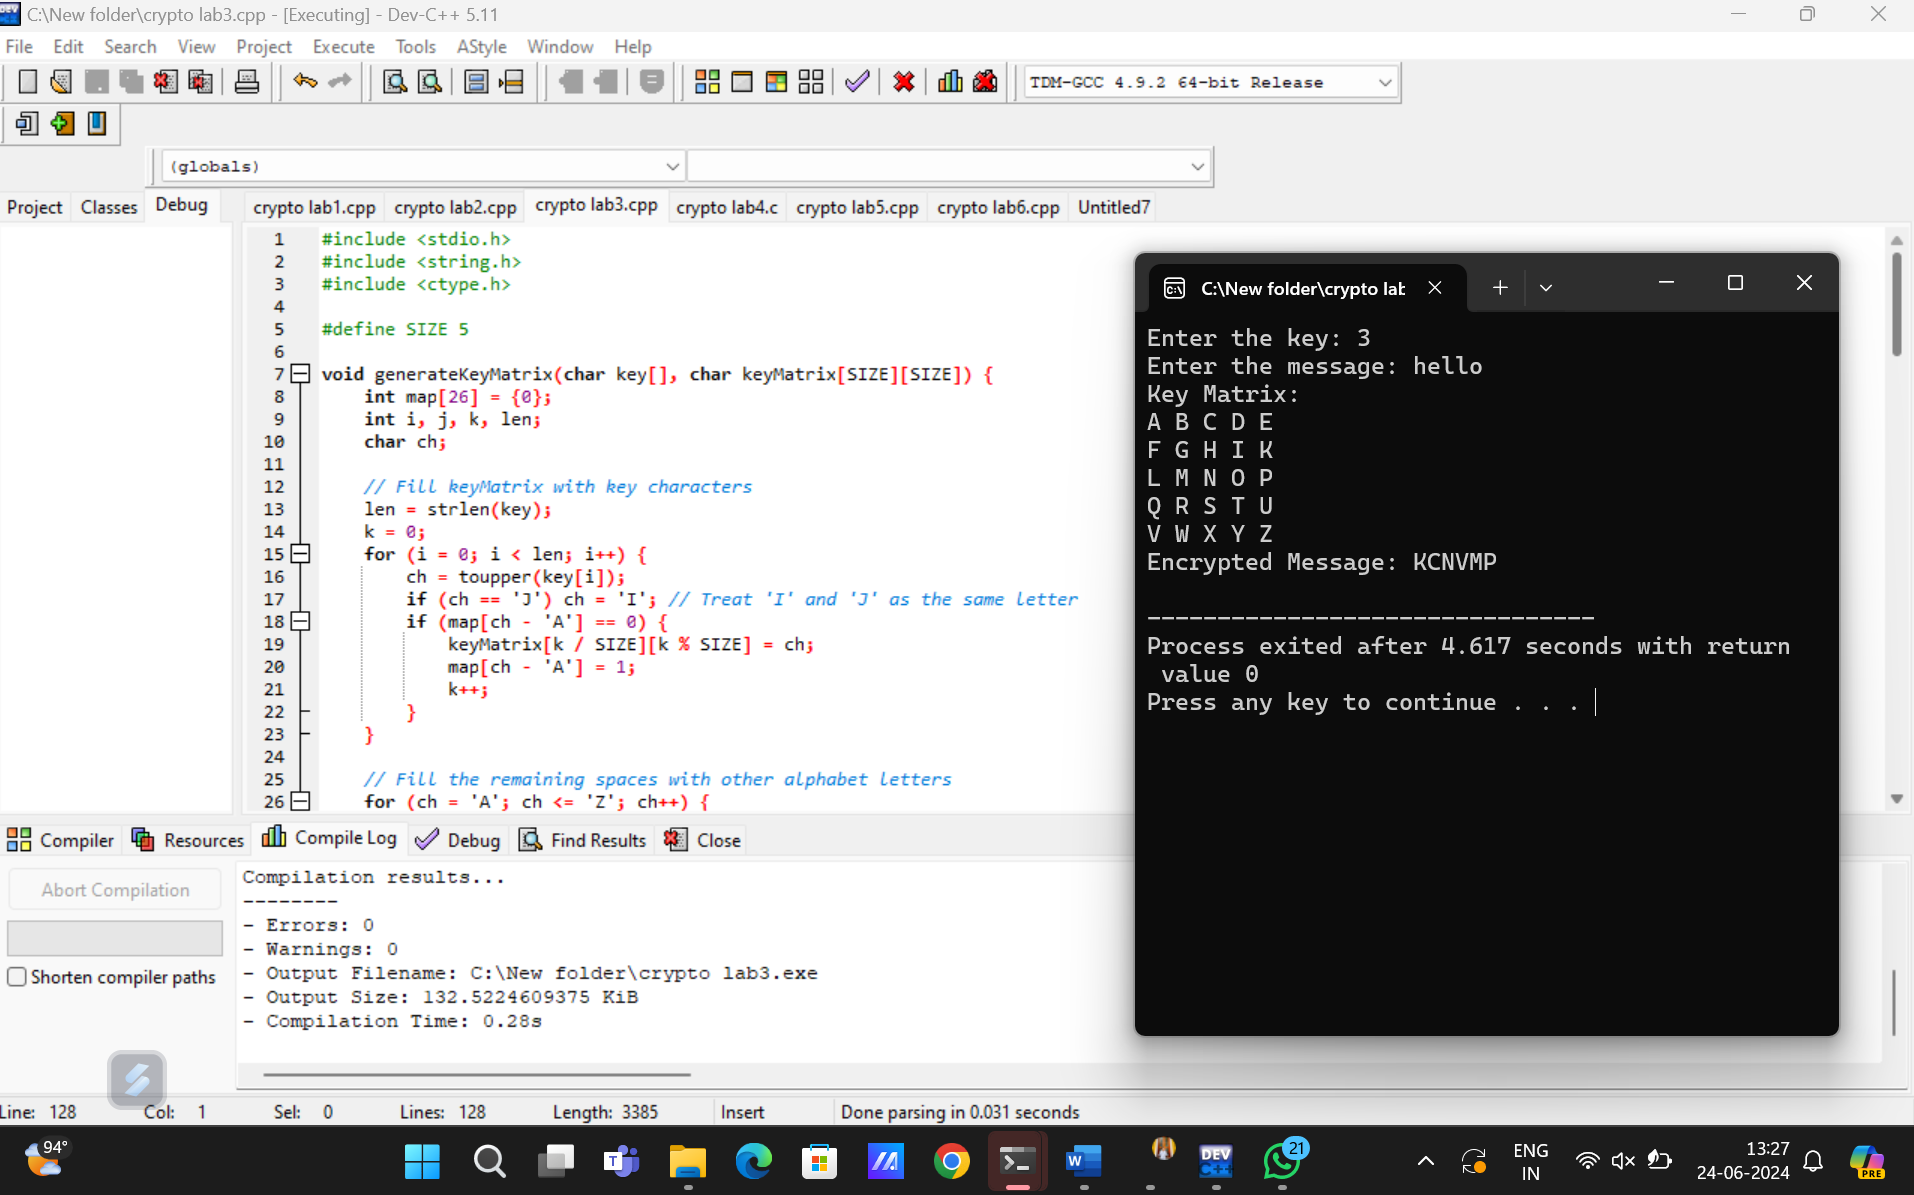 C:\New folder\crypto lab3.cpp - [Executing] - Dev-C++ 5.11
File Edit Search View Project Execute Tools AStyle Window Help
TDM-GCC 4.9.2 64-bit Release
(globals)
Project Classes Debug
crypto lab1.cpp crypto lab2.cpp crypto lab3.cpp crypto lab4.c crypto lab5.cpp crypto lab6.cpp Untitled7
1 #include <stdio.h>
2 #include <string.h>
3 #include <ctype.h>
4
5 #define SIZE 5
6
7 void generateKeyMatrix(char key[], char keyMatrix[SIZE][SIZE]) {
8 int map[26] = {0};
9 int i, j, k, len;
10 char ch;
11
12 // Fill keyMatrix with key characters
13 len = strlen(key);
14 k = 0;
15 for (i = 0; i < len; i++) {
16 ch = toupper(key[i]);
17 if (ch == 'J') ch = 'I'; // Treat 'I' and 'J' as the same letter
18 if (map[ch - 'A'] == 0) {
19 keyMatrix[k / SIZE][k % SIZE] = ch;
20 map[ch - 'A'] = 1;
21 k++;
22 }
23 }
24
25 // Fill the remaining spaces with other alphabet letters
26 for (ch = 'A'; ch <= 'Z'; ch++) {
C:\New folder\crypto lab
Enter the key: 3
Enter the message: hello
Key Matrix:
A B C D E
F G H I K
L M N O P
Q R S T U
V W X Y Z
Encrypted Message: KCNVMP
--------------------------------
Process exited after 4.617 seconds with return
value 0
Press any key to continue . . .
Compiler Resources Compile Log Debug Find Results Close
Abort Compilation
Shorten compiler paths
Compilation results...
--------
- Errors: 0
- Warnings: 0
- Output Filename: C:\New folder\crypto lab3.exe
- Output Size: 132.5224609375 KiB
- Compilation Time: 0.28s
Line: 128 Col: 1 Sel: 0 Lines: 128 Length: 3385 Insert Done parsing in 0.031 seconds
94°
T
W
DEV
C++
21
ENG
IN
13:27
24-06-2024
PRE